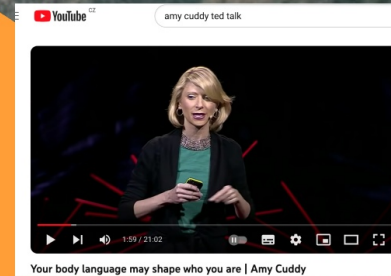 YouTube CZ
amy cuddy ted talk
1:59 / 21:02
Your body language may shape who you are | Amy Cuddy